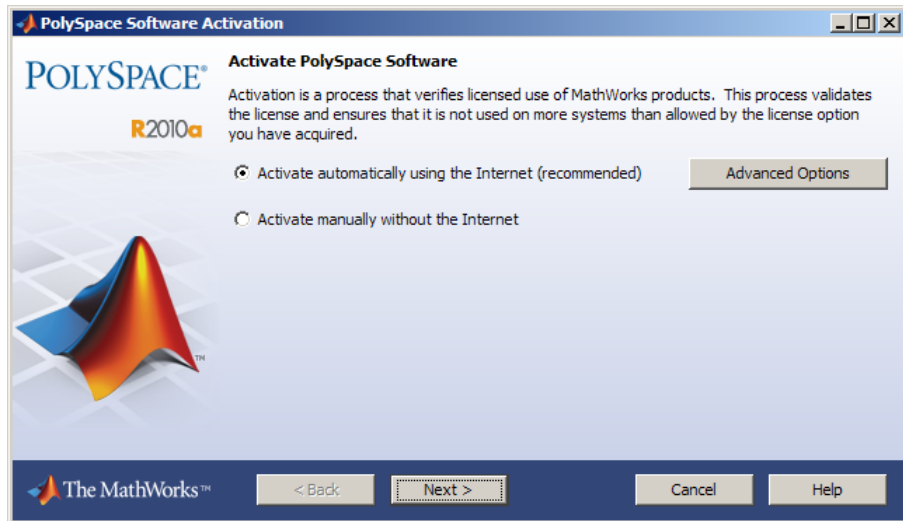 PolySpace Software Activation
POLYSPACE®
R2010a
Activate PolySpace Software
Activation is a process that verifies licensed use of MathWorks products. This process validates
the license and ensures that it is not used on more systems than allowed by the license option
you have acquired.
Activate automatically using the Internet (recommended)
Advanced Options
Activate manually without the Internet
TM
The MathWorks™
< Back
Next >
Cancel
Help